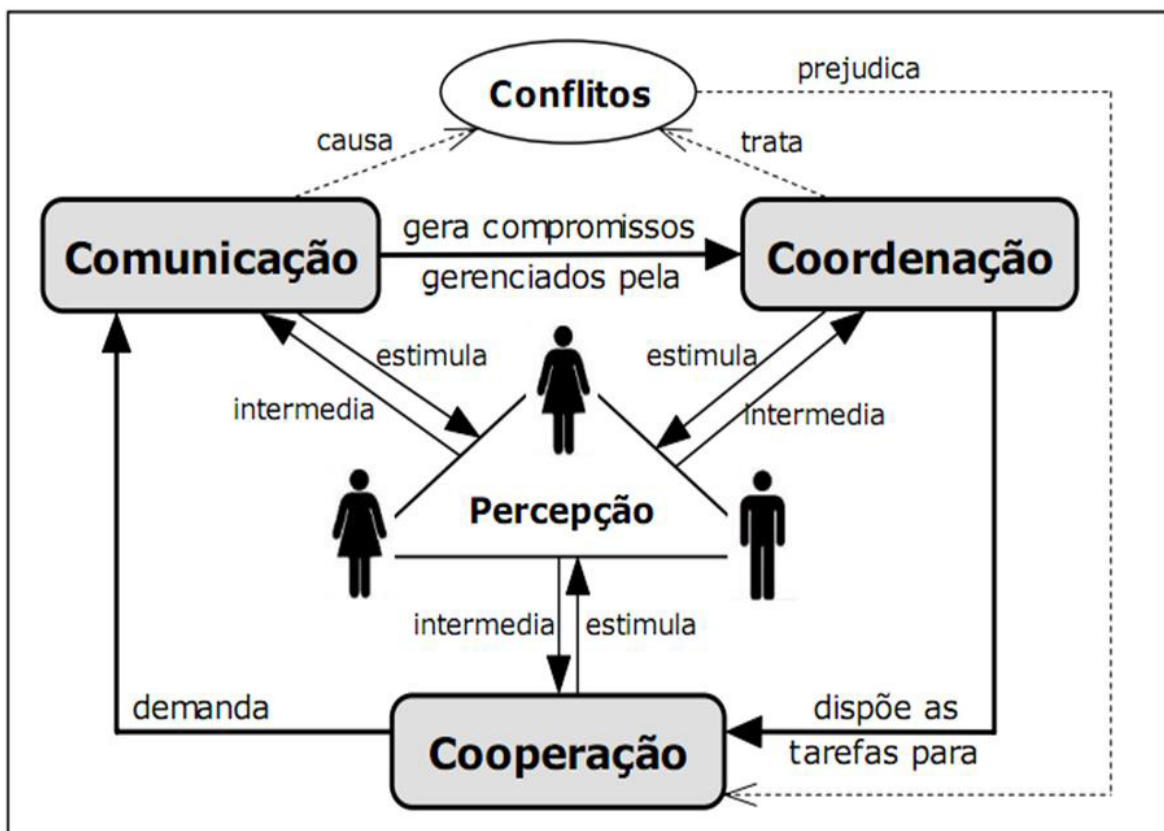 prejudica
Conflitos
causa
trata
Comunicação
gera compromissos
gerenciados pela
Coordenação
estimula
estimula
intermedia
intermedia
Percepção
intermedia
estimula
demanda
dispõe as
tarefas para
Cooperação